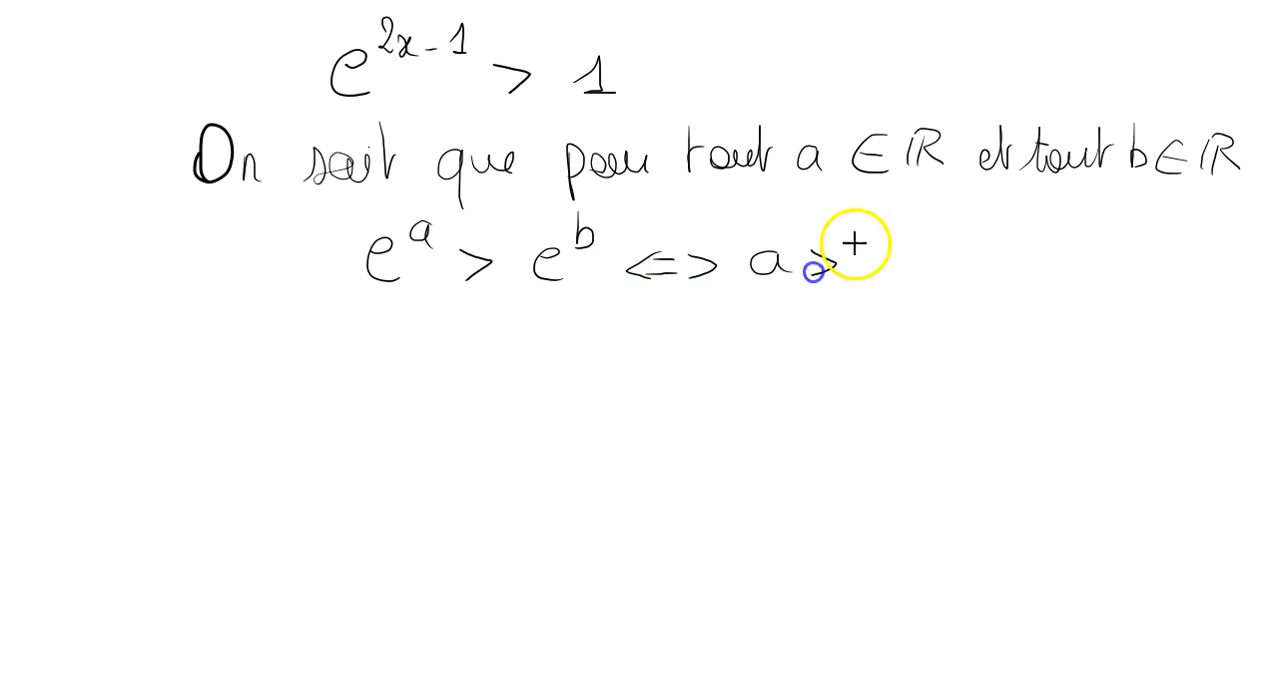 e^{2x-1} > 1
On sait que pour tout a ∈ ℝ et tout b ∈ ℝ
e^a > e^b <=> a >